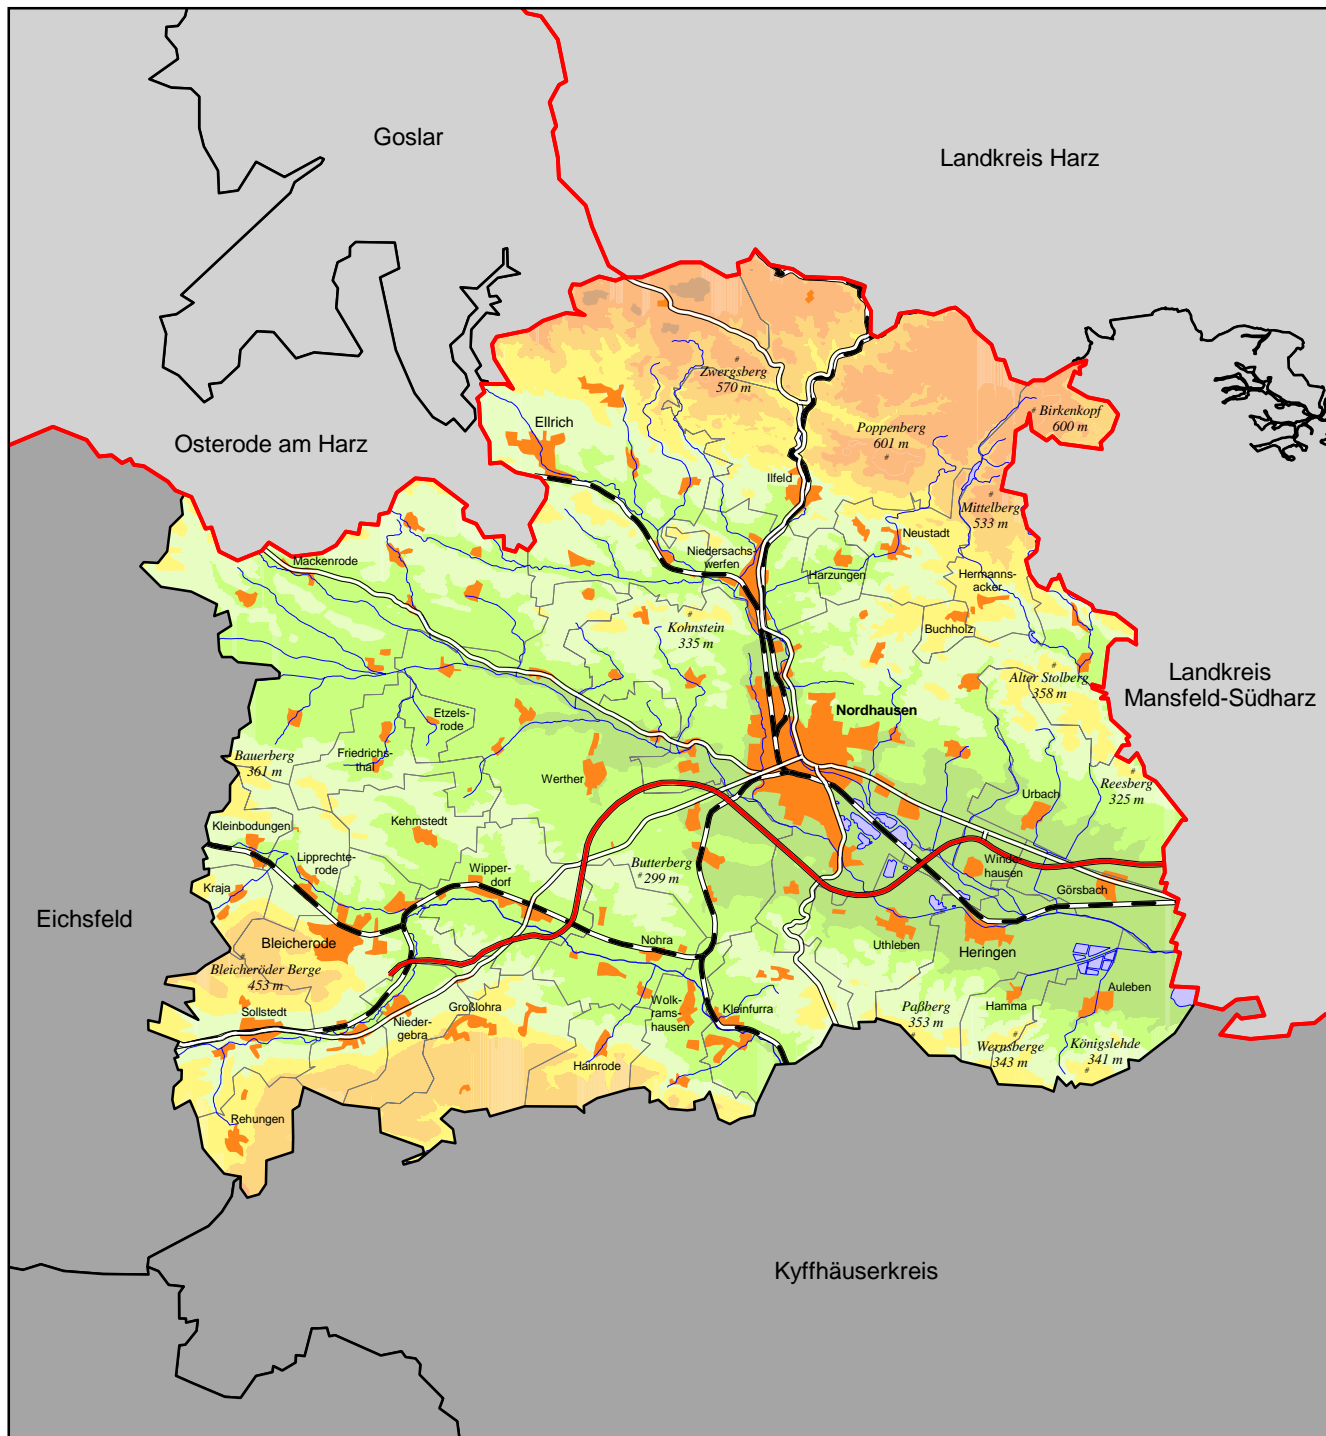 Goslar
Landkreis Harz
Zwergsberg
570 m
Birkenkopf
600 m
Ellrich
Poppenberg
601 m
Osterode am Harz
Ilfeld
Mittelberg
533 m
Neustadt
Mackenrode
Niedersachs-
werfen
Harzungen
Hermanns-
acker
Kohnstein
335 m
Buchholz
Alter Stolberg
358 m
Landkreis
Mansfeld-Südharz
Etzels-
rode
Nordhausen
Bauerberg
361 m
Friedrichs-
thal
Werther
Reesberg
325 m
Urbach
Kleinbodungen
Kehmstedt
Lipprechte-
rode
Wipper-
dorf
Butterberg
299 m
Winde-
hausen
Kraja
Görsbach
Eichsfeld
Bleicherode
Nohra
Uthleben
Heringen
Bleicheröder Berge
453 m
Auleben
Sollstedt
Großlohra
Nieder-
gebra
Wolk-
rams-
hausen
Kleinfurra
Paßberg
353 m
Hamma
Wernsberge
343 m
Königslehde
341 m
Hainrode
Rehungen
Kyffhäuserkreis